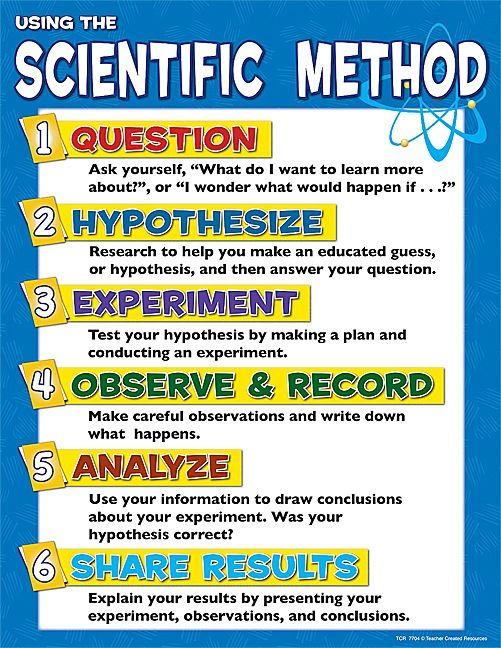 USING THE
SCIENTIFIC METHOD
1 QUESTION
Ask yourself, “What do I want to learn more
about?”, or “I wonder what would happen if . . .?”
2 HYPOTHESIZE
Research to help you make an educated guess,
or hypothesis, and then answer your question.
3 EXPERIMENT
Test your hypothesis by making a plan and
conducting an experiment.
4 OBSERVE & RECORD
Make careful observations and write down
what happens.
5 ANALYZE
Use your information to draw conclusions
about your experiment. Was your
hypothesis correct?
6 SHARE RESULTS
Explain your results by presenting your
experiment, observations, and conclusions.
TCR 7704 © Teacher Created Resources